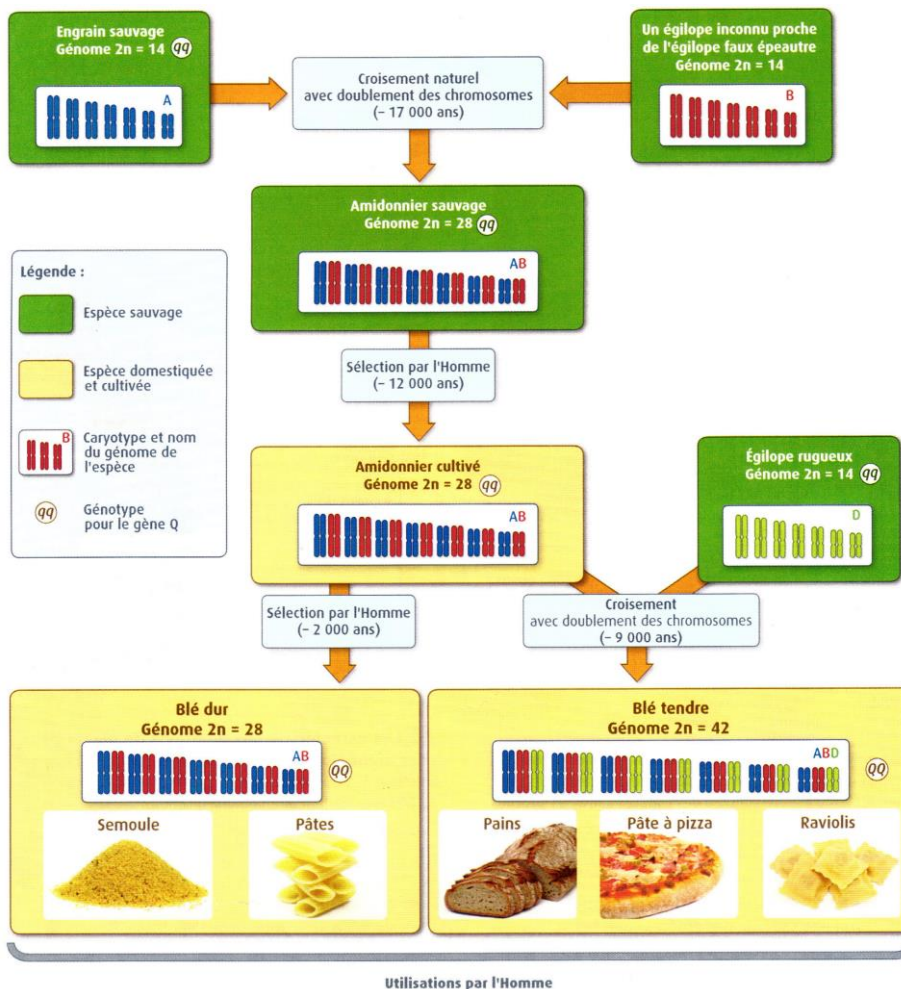 Engrain sauvage
Génome 2n = 14 qq
A
Croisement naturel
avec doublement des chromosomes
(– 17 000 ans)
Un égilope inconnu proche
de l'égilope faux épeautre
Génome 2n = 14
B
Amidonnier sauvage
Génome 2n = 28 qq
AB
Légende :
Espèce sauvage
Espèce domestiquée
et cultivée
B
Caryotype et nom
du génome de
l'espèce
qq
Génotype
pour le gène Q
Sélection par l'Homme
(– 12 000 ans)
Amidonnier cultivé
Génome 2n = 28 qq
AB
Égilope rugueux
Génome 2n = 14 qq
D
Sélection par l'Homme
(– 2 000 ans)
Croisement
avec doublement des chromosomes
(– 9 000 ans)
Blé dur
Génome 2n = 28
AB
QQ
Semoule
Pâtes
Blé tendre
Génome 2n = 42
ABD
QQ
Pains
Pâte à pizza
Raviolis
Utilisations par l'Homme